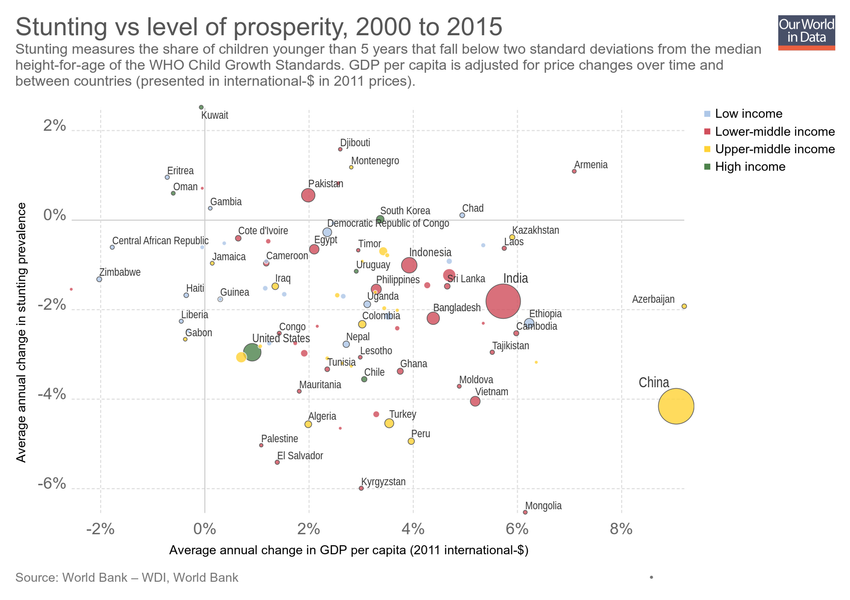 Stunting vs level of prosperity, 2000 to 2015
Our World
in Data
Stunting measures the share of children younger than 5 years that fall below two standard deviations from the median
height-for-age of the WHO Child Growth Standards. GDP per capita is adjusted for price changes over time and
between countries (presented in international-$ in 2011 prices).
Low income
Lower-middle income
Upper-middle income
High income
Average annual change in stunting prevalence
2%
0%
-2%
-4%
-6%
Kuwait
Djibouti
Montenegro
Armenia
Eritrea
Oman
Pakistan
Gambia
South Korea
Chad
Democratic Republic of Congo
Cote d'Ivoire
Kazakhstan
Central African Republic
Egypt
Timor
Laos
Jamaica
Cameroon
Indonesia
Uruguay
Zimbabwe
Iraq
Philippines
Sri Lanka
India
Haiti
Guinea
Uganda
Azerbaijan
Bangladesh
Liberia
Colombia
Ethiopia
Gabon
Congo
Cambodia
United States
Nepal
Tajikistan
Lesotho
Tunisia
Ghana
Chile
Mauritania
Moldova
China
Vietnam
Algeria
Turkey
Palestine
Peru
El Salvador
Kyrgyzstan
Mongolia
-2%
0%
2%
4%
6%
8%
Average annual change in GDP per capita (2011 international-$)
Source: World Bank – WDI, World Bank